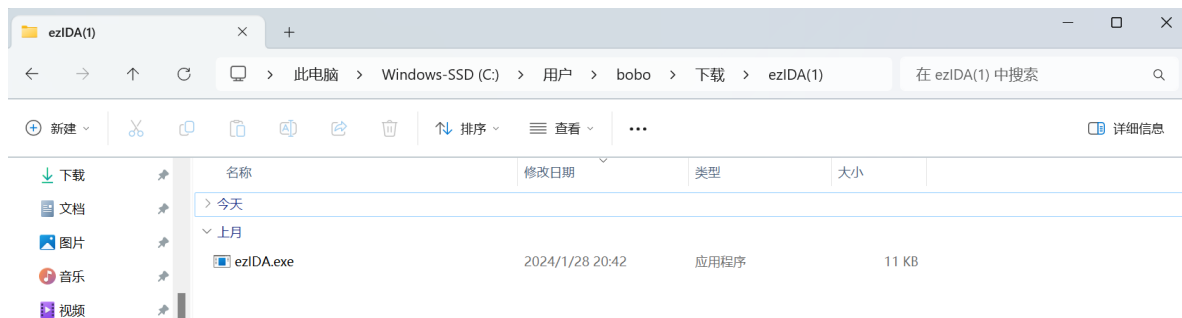 ezIDA(1)
此电脑 > Windows-SSD (C:) > 用户 > bobo > 下载 > ezIDA(1)
在 ezIDA(1) 中搜索
新建 排序 查看 ••• 详细信息
名称 修改日期 类型 大小
下载
今天
文档
上月
图片
ezIDA.exe 2024/1/28 20:42 应用程序 11 KB
音乐
视频